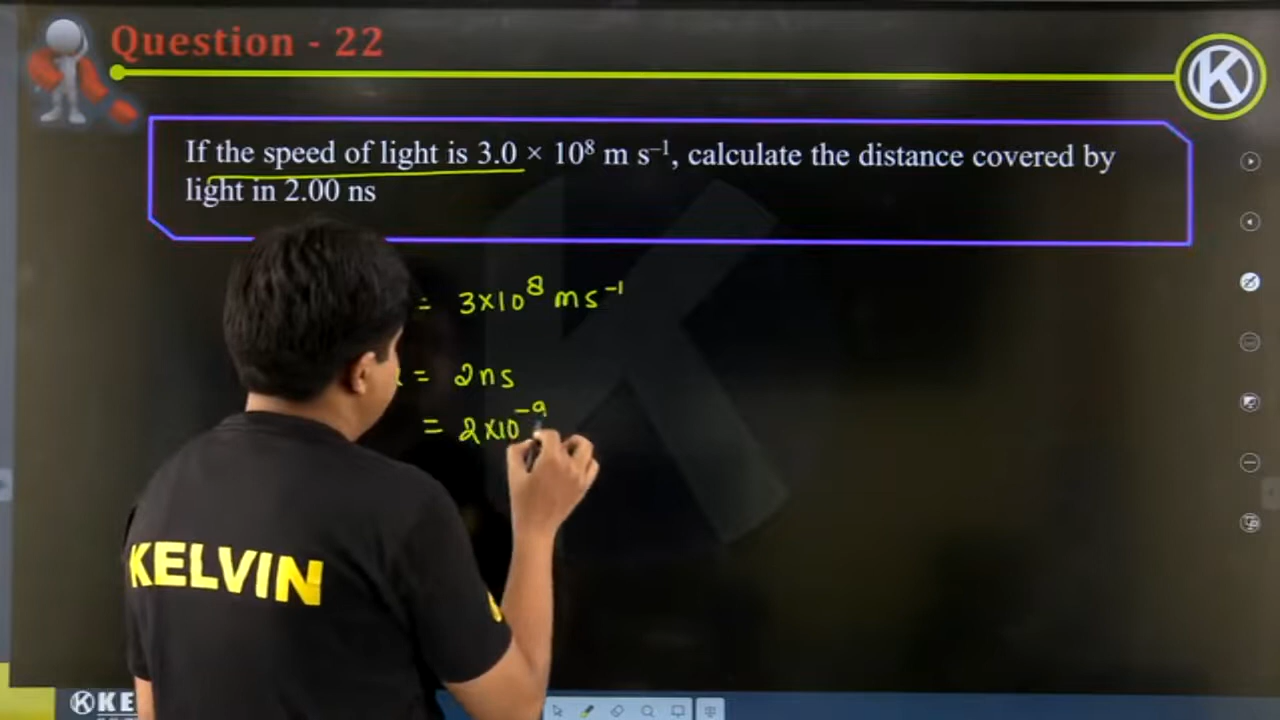 Question - 22
If the speed of light is 3.0 × 10⁸ m s⁻¹, calculate the distance covered by
light in 2.00 ns
= 3×10⁸ ms⁻¹
= 2ns
= 2×10⁻⁹
KELVIN
K KE